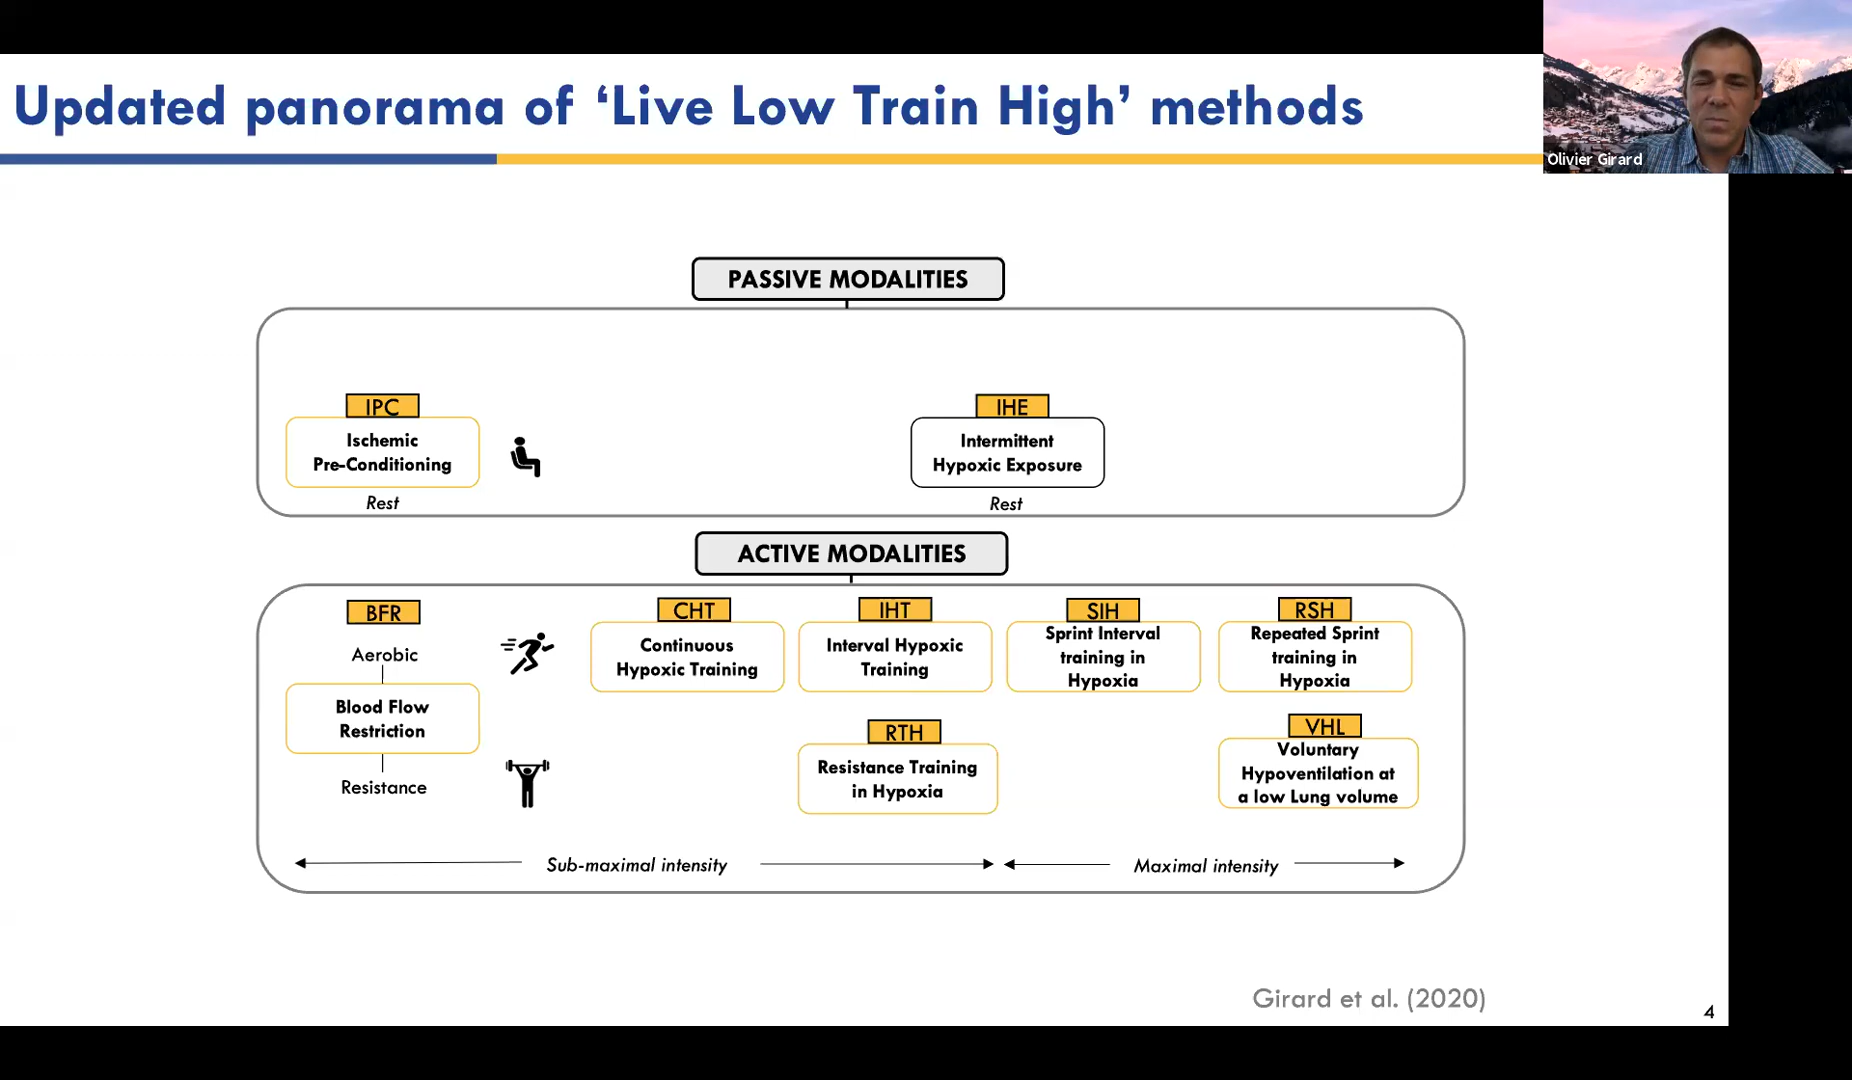 Updated panorama of ‘Live Low Train High’ methods
Olivier Girard
PASSIVE MODALITIES
IPC
Ischemic
Pre-Conditioning
Rest
IHE
Intermittent
Hypoxic Exposure
Rest
ACTIVE MODALITIES
BFR
Aerobic
Blood Flow
Restriction
Resistance
CHT
Continuous
Hypoxic Training
IHT
Interval Hypoxic
Training
SIH
Sprint Interval
training in
Hypoxia
RSH
Repeated Sprint
training in
Hypoxia
RTH
Resistance Training
in Hypoxia
VHL
Voluntary
Hypoventilation at
a low Lung volume
Sub-maximal intensity
Maximal intensity
Girard et al. (2020)
4